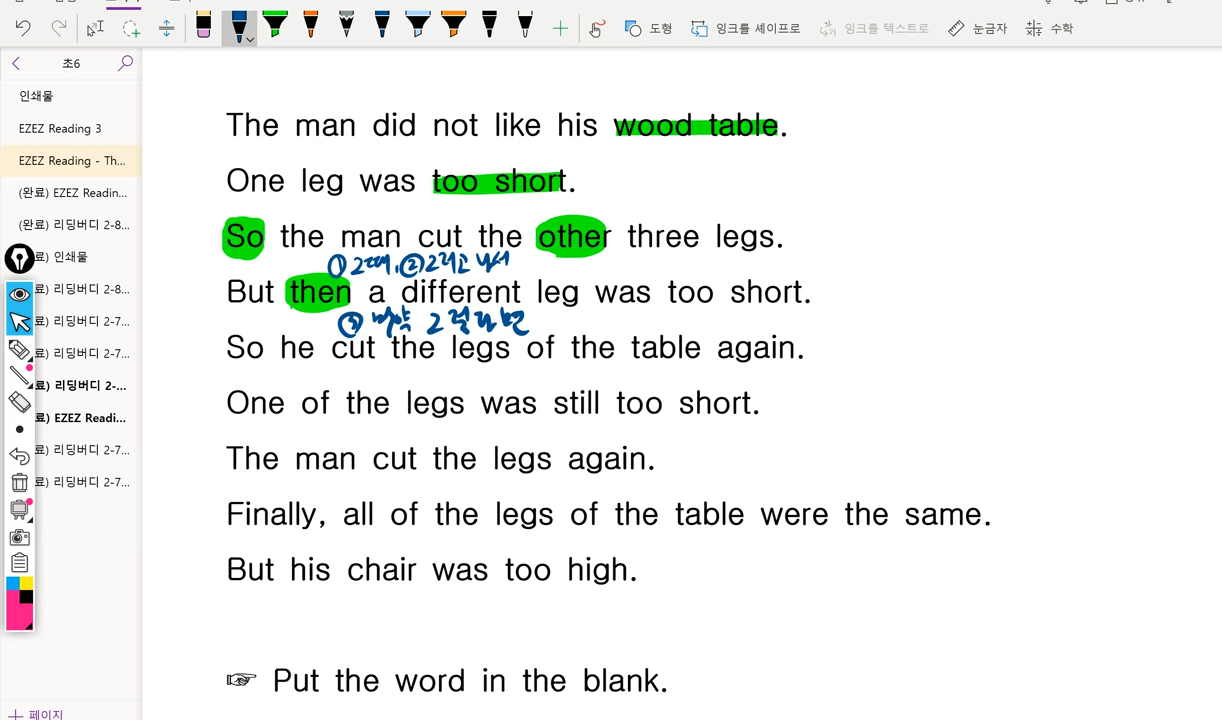 도형
잉크를 셰이프로
잉크를 텍스트로
눈금자
수학
초6
인쇄물
EZEZ Reading 3
EZEZ Reading - Th...
(완료) EZEZ Readin...
(완료) 리딩버디 2-8...
료) 인쇄물
료) 리딩버디 2-8...
료) 리딩버디 2-7...
료) 리딩버디 2-7...
료) 리딩버디 2-...
료) EZEZ Readi...
료) 리딩버디 2-7...
료) 리딩버디 2-7...
페이지
The man did not like his wood table.
One leg was too short.
So the man cut the other three legs.
① 그때, ② 그리고 나서
But then a different leg was too short.
③ 만약 그렇다면
So he cut the legs of the table again.
One of the legs was still too short.
The man cut the legs again.
Finally, all of the legs of the table were the same.
But his chair was too high.
☞ Put the word in the blank.